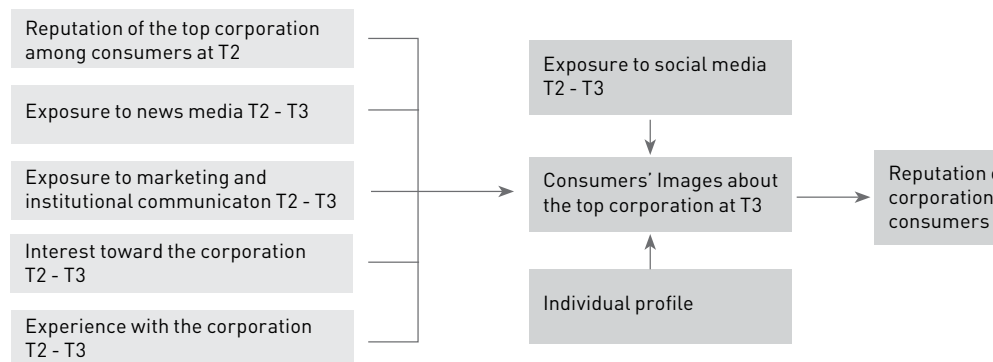 Reputation of the top corporation
among consumers at T2
Exposure to news media T2 - T3
Exposure to marketing and
institutional communicaton T2 - T3
Interest toward the corporation
T2 - T3
Experience with the corporation
T2 - T3
Exposure to social media
T2 - T3
Consumers’ Images about
the top corporation at T3
Individual profile
Reputation
corporation
consumers